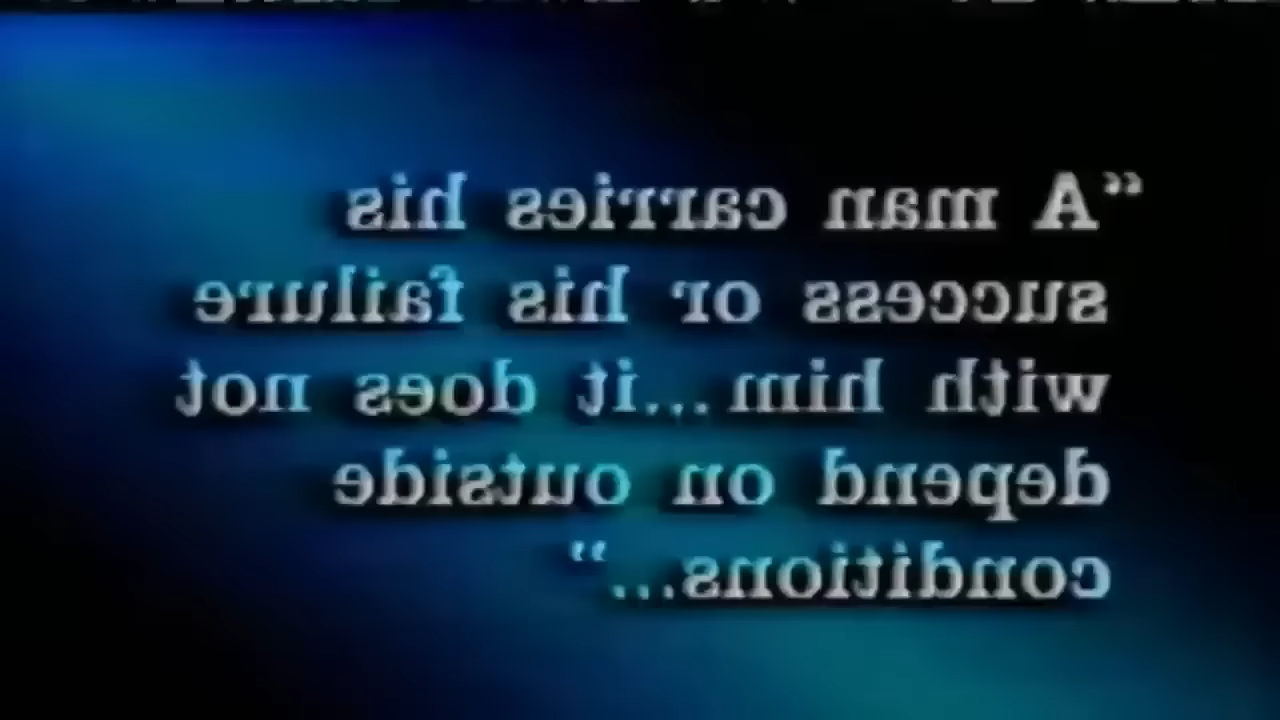 “A man carries his
success or his failure
with him...it does not
depend on outside
conditions...”